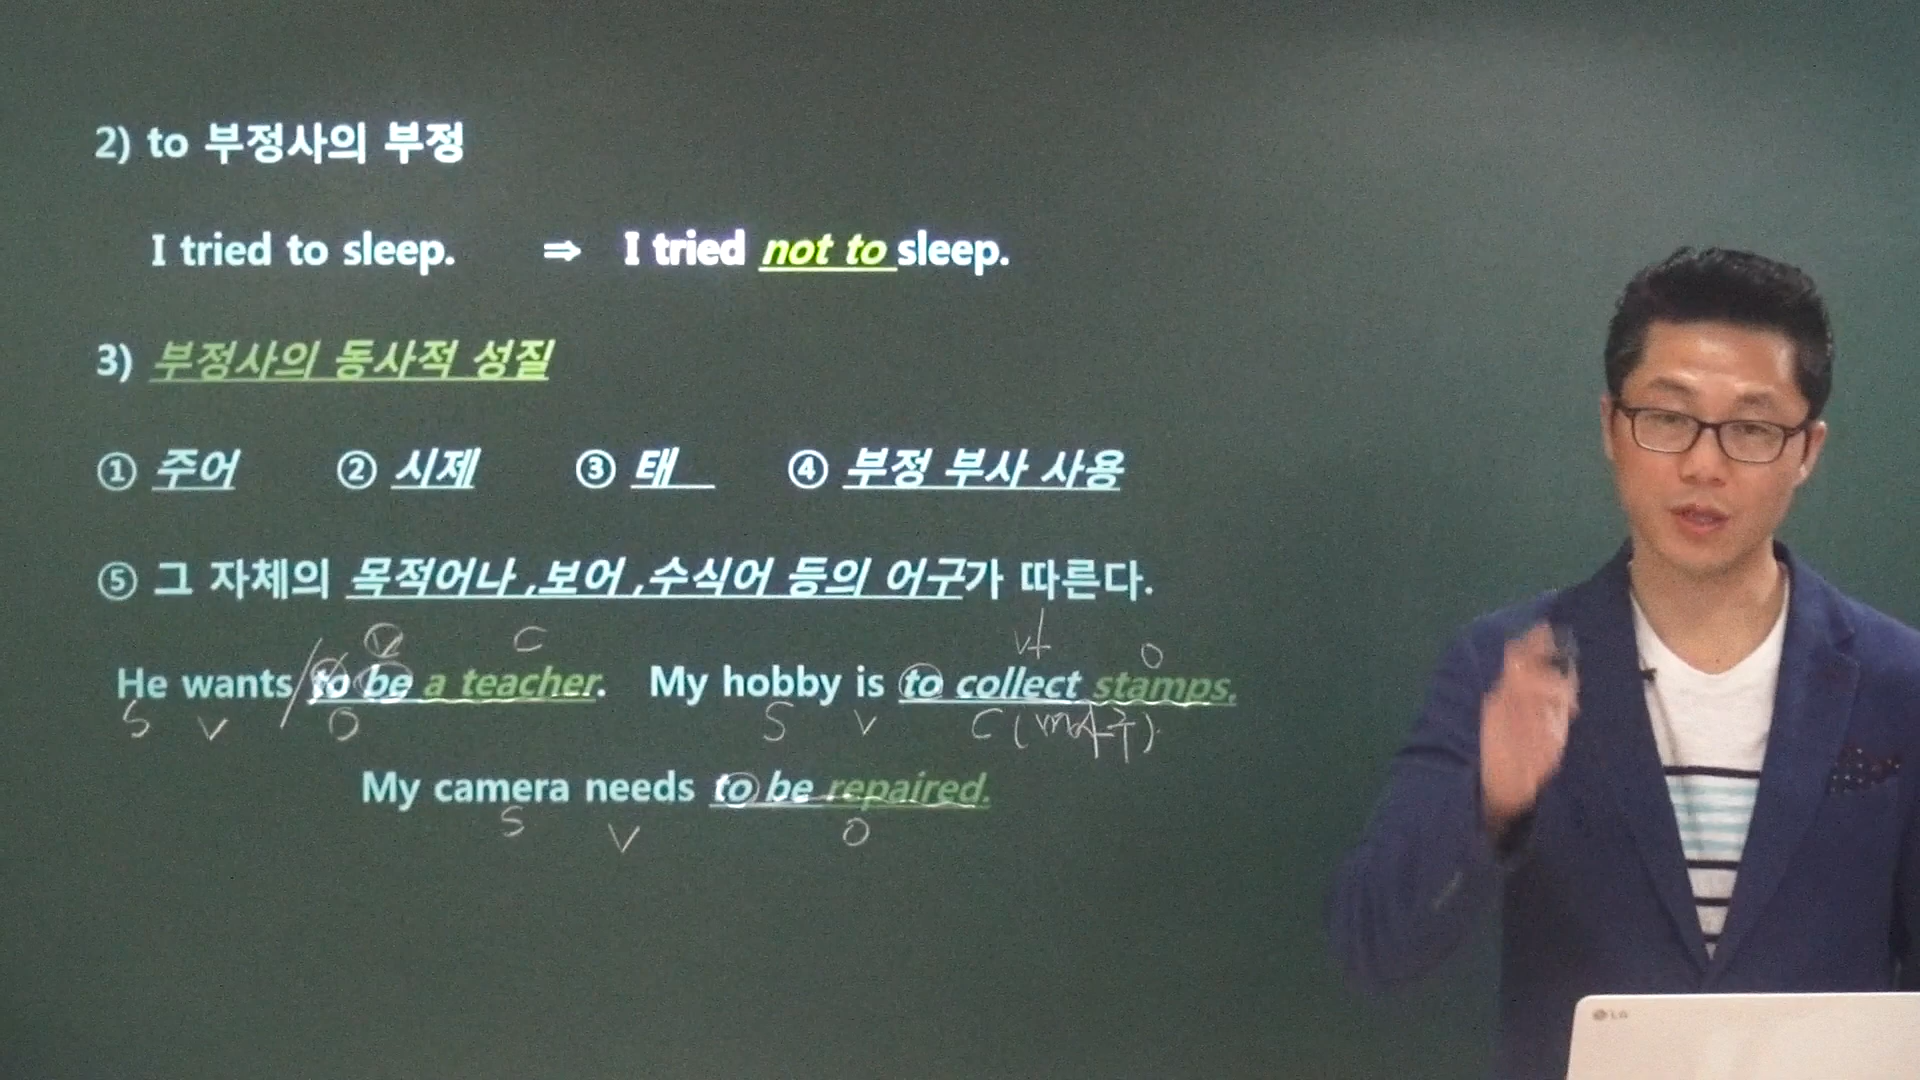 2) to 부정사의 부정
I tried to sleep. ⇒ I tried not to sleep.
3) 부정사의 동사적 성질
① 주어 ② 시제 ③ 태 ④ 부정 부사 사용
⑤ 그 자체의 목적어나 ,보어 ,수식어 등의 어구가 따른다.
V C vt O
He wants / to be a teacher. My hobby is to collect stamps.
S V O S V C (
My camera needs to be repaired.
S V O
LG